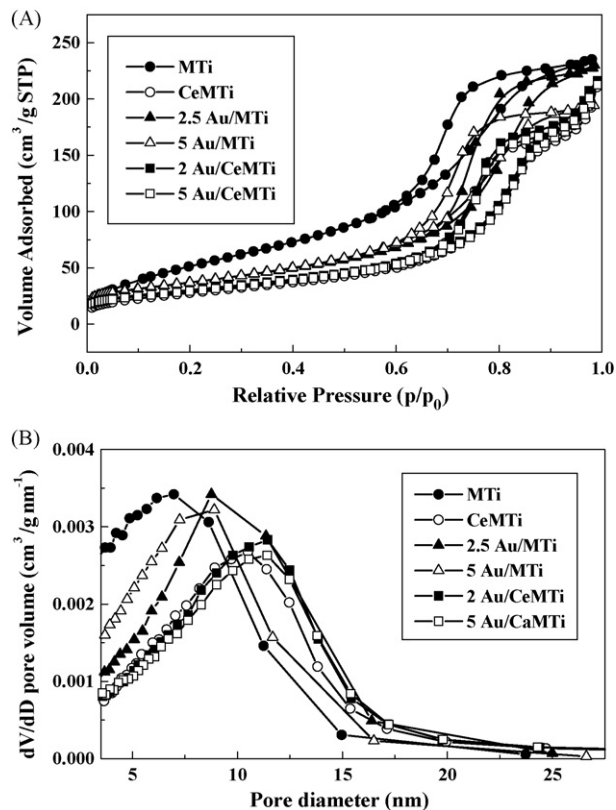 (A)
250
200
150
100
50
0
Volume Adsorbed (cm³/g STP)
MTi
CeMTi
2.5 Au/MTi
5 Au/MTi
2 Au/CeMTi
5 Au/CeMTi
0.0 0.2 0.4 0.6 0.8 1.0
Relative Pressure (p/p₀)
(B)
0.004
0.003
0.002
0.001
0.000
dV/dD pore volume (cm³/g nm⁻¹)
MTi
CeMTi
2.5 Au/MTi
5 Au/MTi
2 Au/CeMTi
5 Au/CaMTi
5 10 15 20 25
Pore diameter (nm)